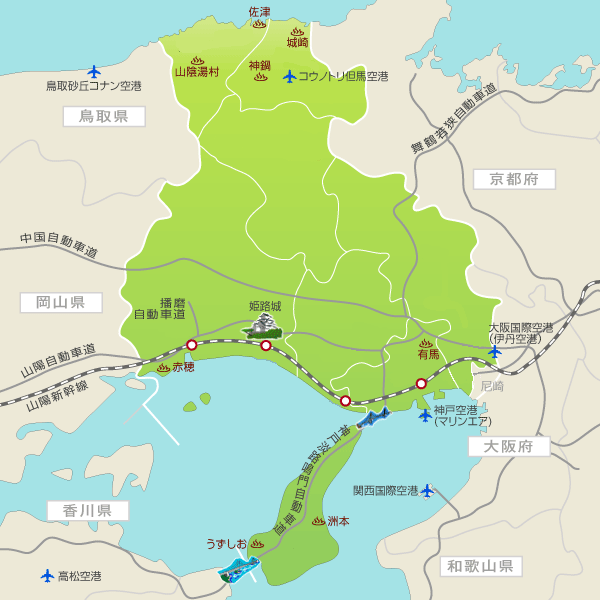 佐津
城崎
山陰湯村
神鍋
コウノトリ但馬空港
鳥取砂丘コナン空港
鳥取県
舞鶴若狭自動車道
京都府
中国自動車道
岡山県
播磨
自動車道
姫路城
大阪国際空港
(伊丹空港)
有馬
山陽自動車道
赤穂
山陽新幹線
尼崎
神戸空港
(マリンエア)
神戸淡路鳴門自動車道
大阪府
関西国際空港
香川県
洲本
うずしお
高松空港
和歌山県